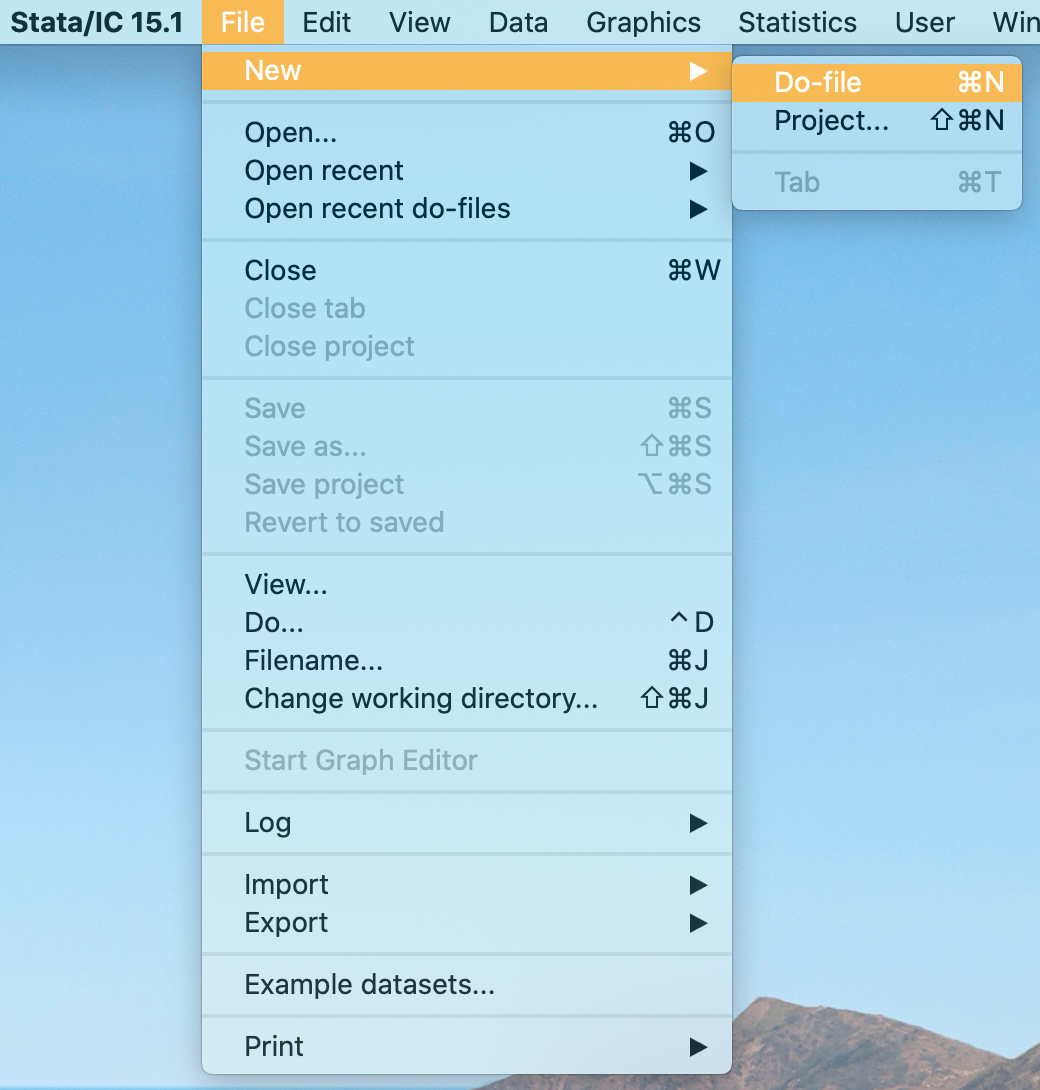 Stata/IC 15.1 File Edit View Data Graphics Statistics User Win
New ▶
Do-file ⌘N
Project... ⇧⌘N
Tab ⌘T
Open... ⌘O
Open recent ▶
Open recent do-files ▶
Close ⌘W
Close tab
Close project
Save ⌘S
Save as... ⇧⌘S
Save project ⌥⌘S
Revert to saved
View...
Do... ^D
Filename... ⌘J
Change working directory... ⇧⌘J
Start Graph Editor
Log ▶
Import ▶
Export ▶
Example datasets...
Print ▶